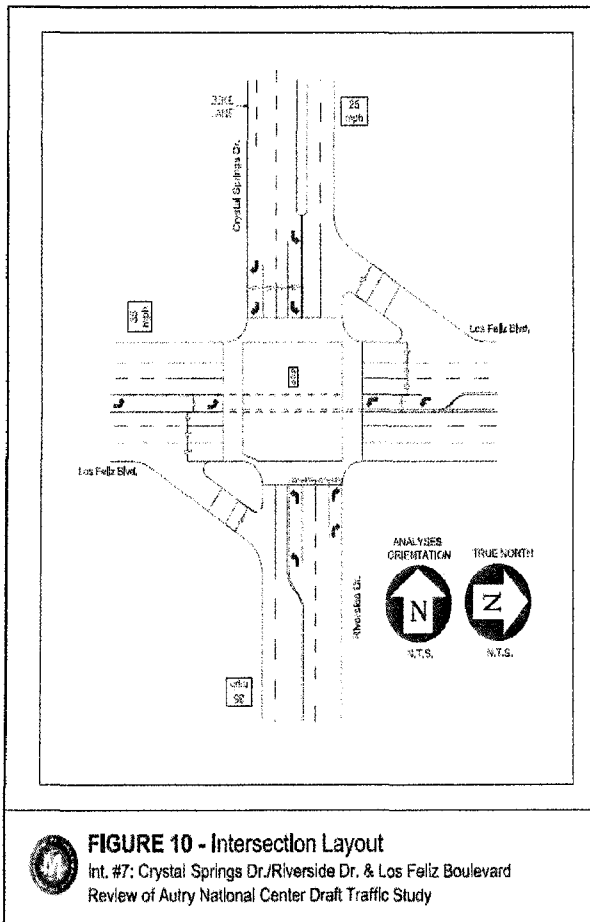 BIKE
LANE
Crystal Springs Dr.
25
mph
35
mph
Los Feliz Blvd.
Los Feliz Blvd.
Riverside Dr.
35
mph
ANALYSES
ORIENTATION
TRUE NORTH
N
N
N.T.S.
N.T.S.
FIGURE 10 - Intersection Layout
Int. #7: Crystal Springs Dr./Riverside Dr. & Los Feliz Boulevard
Review of Autry National Center Draft Traffic Study